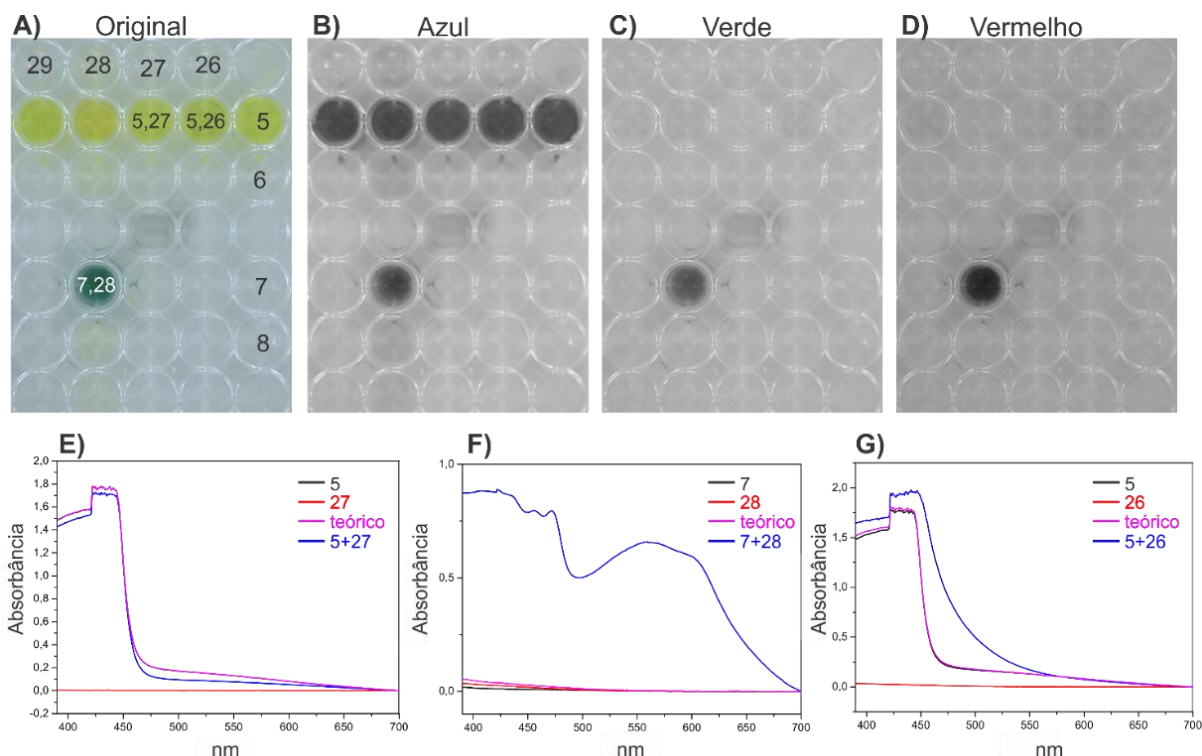 A) Original
B) Azul
C) Verde
D) Vermelho
29 28 27 26
5,27 5,26 5
6
7,28 7
8
E)
Absorbância
2,0
1,8
1,6
1,4
1,2
1,0
0,8
0,6
0,4
0,2
0,0
-0,2
400 450 500 550 600 650 700
nm
5
27
teórico
5+27
F)
Absorbância
1,0
0,5
0,0
400 450 500 550 600 650 700
nm
7
28
teórico
7+28
G)
Absorbância
2,0
1,5
1,0
0,5
0,0
400 450 500 550 600 650 700
nm
5
26
teórico
5+26